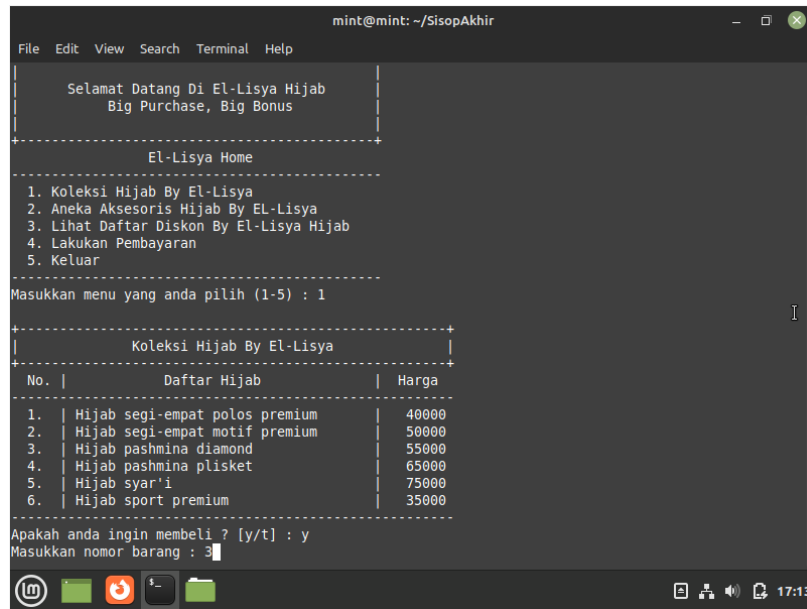 mint@mint: ~/SisopAkhir
File Edit View Search Terminal Help
Selamat Datang Di El-Lisya Hijab
Big Purchase, Big Bonus
El-Lisya Home
1. Koleksi Hijab By El-Lisya
2. Aneka Aksesoris Hijab By EL-Lisya
3. Lihat Daftar Diskon By El-Lisya Hijab
4. Lakukan Pembayaran
5. Keluar
Masukkan menu yang anda pilih (1-5) : 1
Koleksi Hijab By El-Lisya
No. | Daftar Hijab | Harga
1. | Hijab segi-empat polos premium | 40000
2. | Hijab segi-empat motif premium | 50000
3. | Hijab pashmina diamond | 55000
4. | Hijab pashmina plisket | 65000
5. | Hijab syar'i | 75000
6. | Hijab sport premium | 35000
Apakah anda ingin membeli ? [y/t] : y
Masukkan nomor barang : 3
17:13